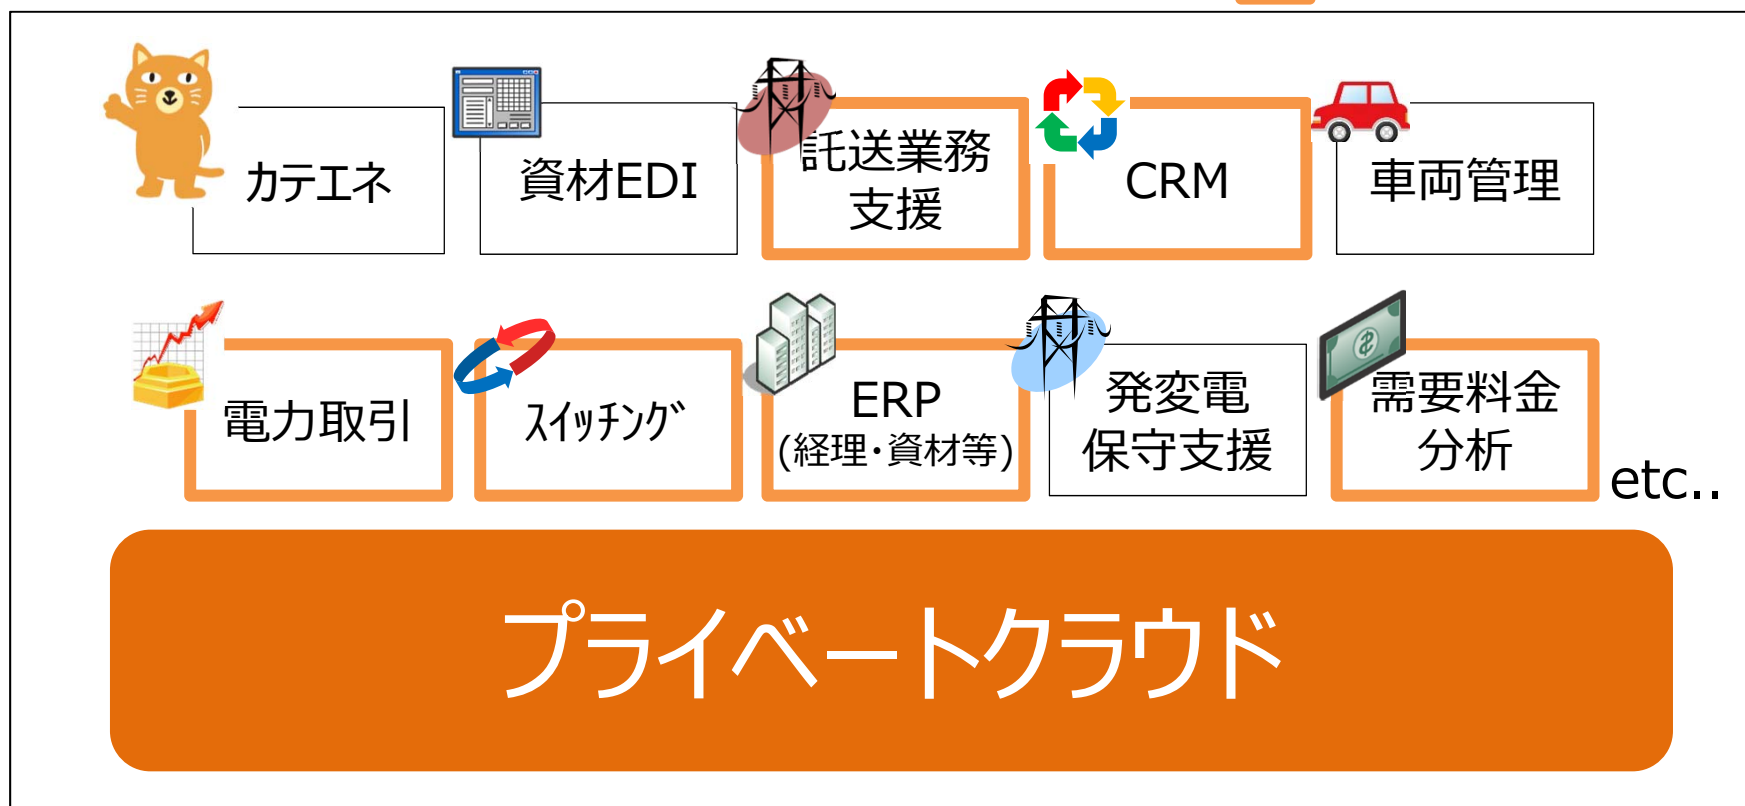 カテエネ
資材EDI
託送業務
支援
CRM
車両管理
電力取引
ｽｲｯﾁﾝｸﾞ
ERP
(経理・資材等)
発変電
保守支援
需要料金
分析
etc..
プライベートクラウド